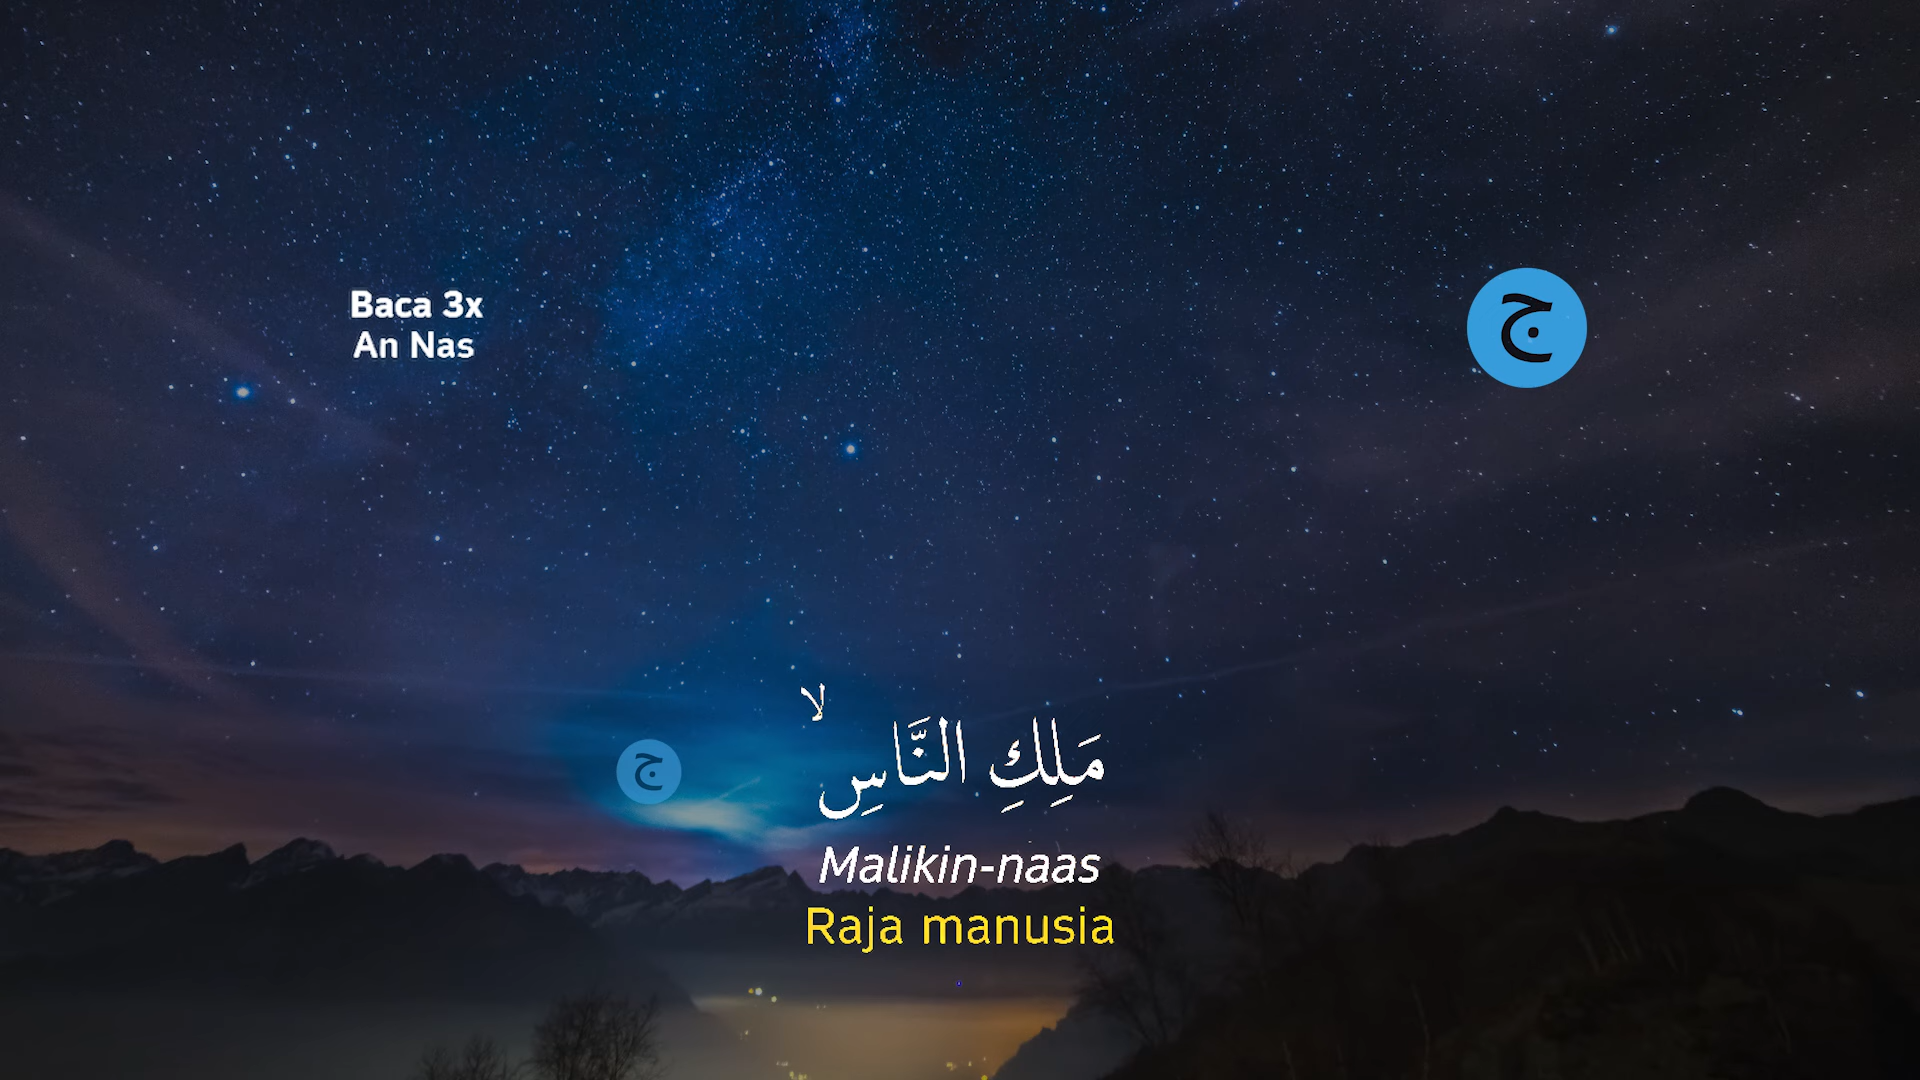 Baca 3x
An Nas
ج
ج
مَلِكِ النَّاسِ ۙ
Malikin-naas
Raja manusia